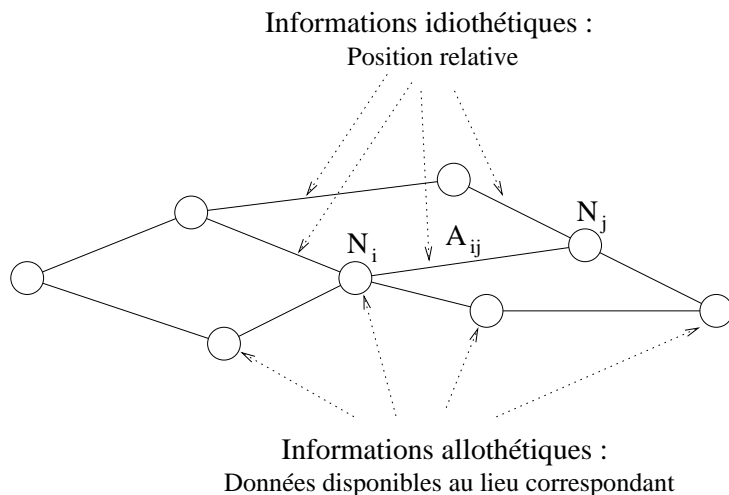 Informations idiothétiques :
Position relative
N_j
N_i
A_ij
Informations allothétiques :
Données disponibles au lieu correspondant